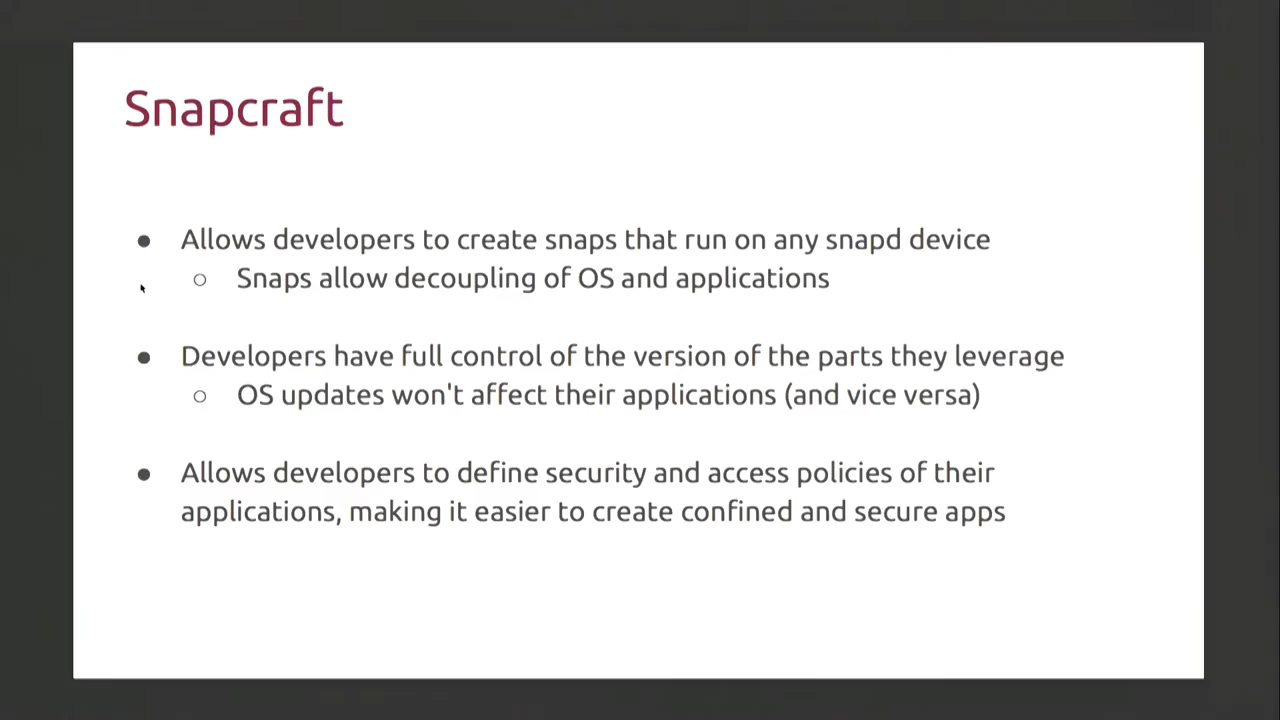 Snapcraft
● Allows developers to create snaps that run on any snapd device
○ Snaps allow decoupling of OS and applications
● Developers have full control of the version of the parts they leverage
○ OS updates won't affect their applications (and vice versa)
● Allows developers to define security and access policies of their
applications, making it easier to create confined and secure apps